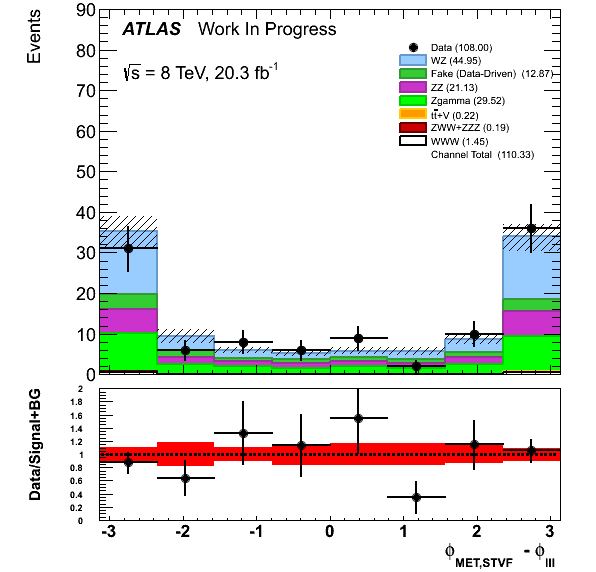 Events
90
80
70
60
50
40
30
20
10
0
ATLAS Work In Progress
√s = 8 TeV, 20.3 fb⁻¹
Data (108.00)
WZ (44.95)
Fake (Data-Driven) (12.87)
ZZ (21.13)
Zgamma (29.52)
tt̄+V (0.22)
ZWW+ZZZ (0.19)
WWW (1.45)
Channel Total (110.33)
Data/Signal+BG
2
1.8
1.6
1.4
1.2
1
0.8
0.6
0.4
0.2
0
-3 -2 -1 0 1 2 3
ϕMET,STVF - ϕlll